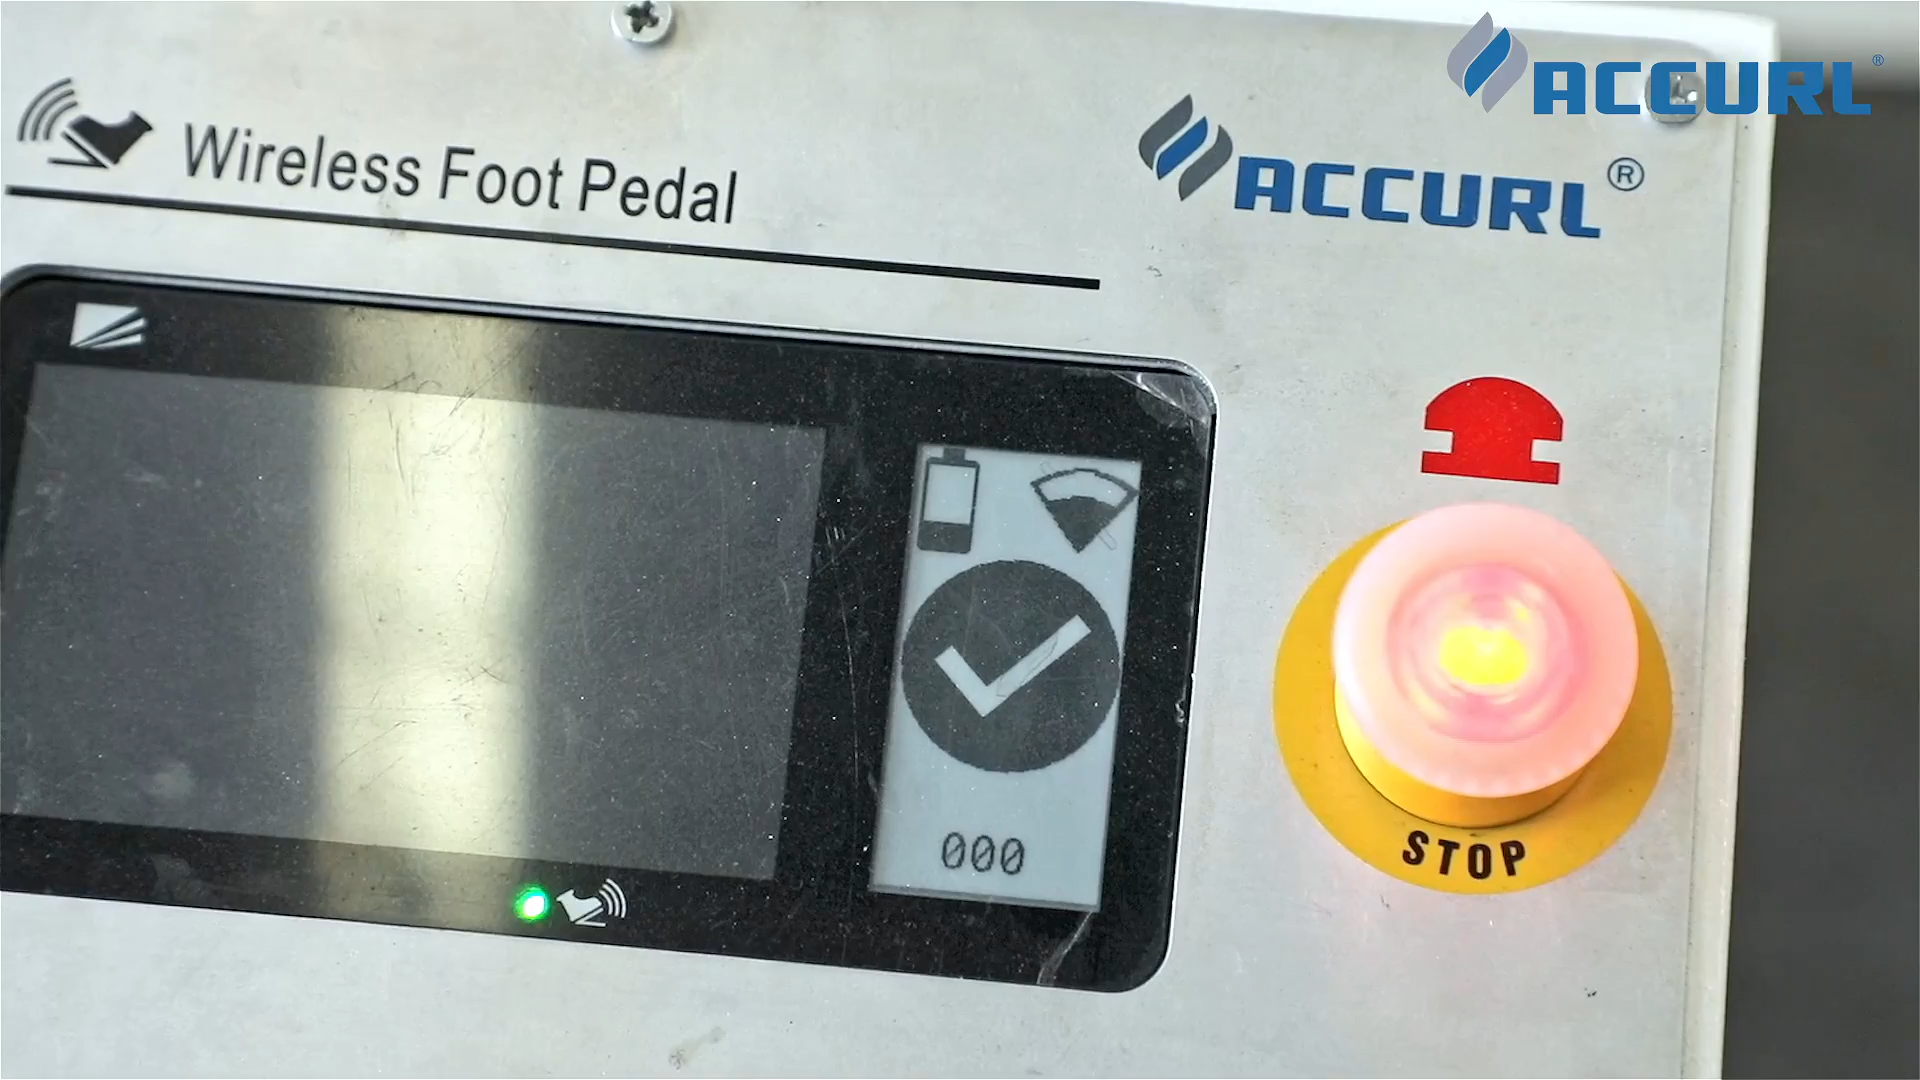 ACCURL®
ACCURL®
Wireless Foot Pedal
000
STOP